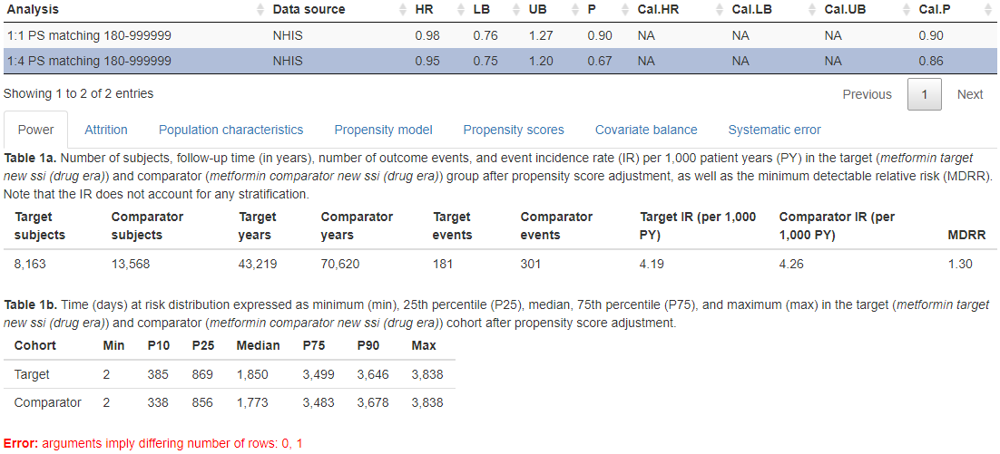 Analysis Data source HR LB UB P Cal.HR Cal.LB Cal.UB Cal.P
1:1 PS matching 180-999999 NHIS 0.98 0.76 1.27 0.90 NA NA NA 0.90
1:4 PS matching 180-999999 NHIS 0.95 0.75 1.20 0.67 NA NA NA 0.86
Showing 1 to 2 of 2 entries Previous 1 Next
Power Attrition Population characteristics Propensity model Propensity scores Covariate balance Systematic error
Table 1a. Number of subjects, follow-up time (in years), number of outcome events, and event incidence rate (IR) per 1,000 patient years (PY) in the target (metformin target
new ssi (drug era)) and comparator (metformin comparator new ssi (drug era)) group after propensity score adjustment, as well as the minimum detectable relative risk (MDRR).
Note that the IR does not account for any stratification.
Target Comparator Target Comparator Target Comparator Target IR (per 1,000 Comparator IR (per
subjects subjects years years events events PY) 1,000 PY) MDRR
8,163 13,568 43,219 70,620 181 301 4.19 4.26 1.30
Table 1b. Time (days) at risk distribution expressed as minimum (min), 25th percentile (P25), median, 75th percentile (P75), and maximum (max) in the target (metformin target
new ssi (drug era)) and comparator (metformin comparator new ssi (drug era)) cohort after propensity score adjustment.
Cohort Min P10 P25 Median P75 P90 Max
Target 2 385 869 1,850 3,499 3,646 3,838
Comparator 2 338 856 1,773 3,483 3,678 3,838
Error: arguments imply differing number of rows: 0, 1